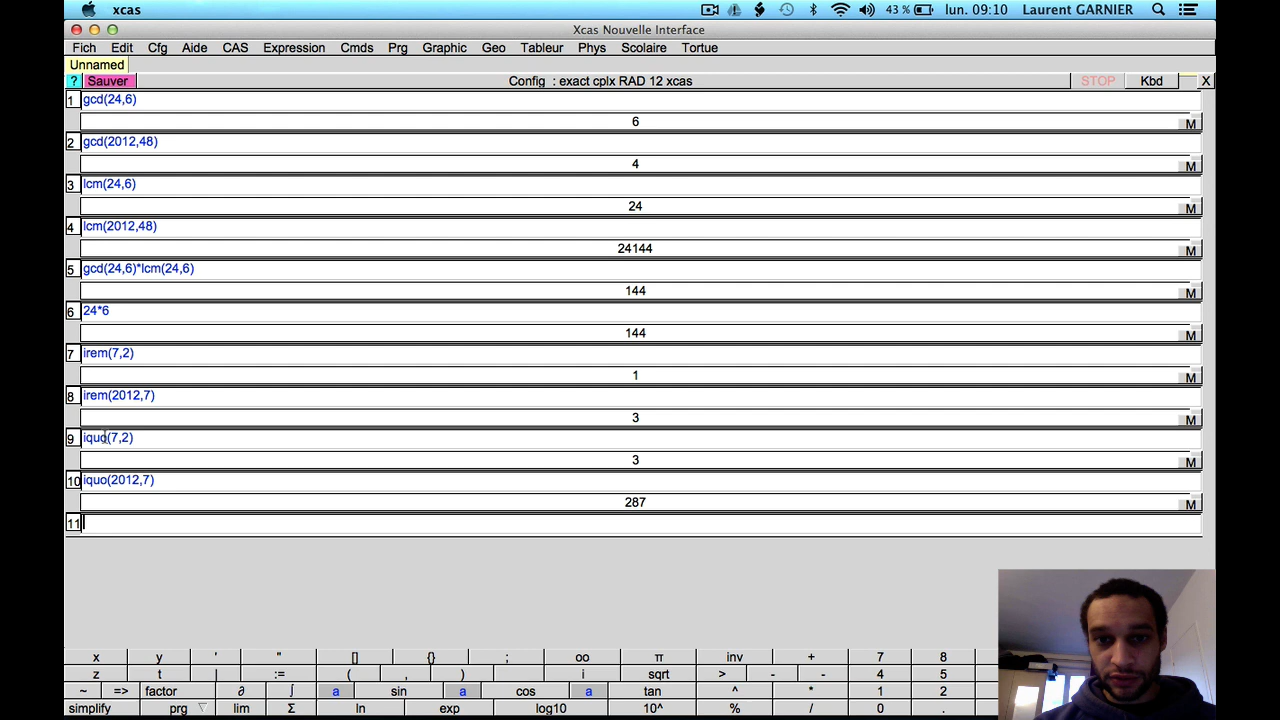 xcas 43 % lun. 09:10 Laurent GARNIER
Xcas Nouvelle Interface
Fich Edit Cfg Aide CAS Expression Cmds Prg Graphic Geo Tableur Phys Scolaire Tortue
Unnamed
? Sauver Config : exact cplx RAD 12 xcas STOP Kbd X
1 gcd(24,6)
6 M
2 gcd(2012,48)
4 M
3 lcm(24,6)
24 M
4 lcm(2012,48)
24144 M
5 gcd(24,6)*lcm(24,6)
144 M
6 24*6
144 M
7 irem(7,2)
1 M
8 irem(2012,7)
3 M
9 iquo(7,2)
3 M
10 iquo(2012,7)
287 M
11
x y ' " [] {} ; oo π inv + 7 8
z t | := ( , ) i sqrt > - - 4 5
~ => factor ∂ ∫ a sin a cos a tan ^ * 1 2
simplify prg lim Σ ln exp log10 10^ % / 0 .